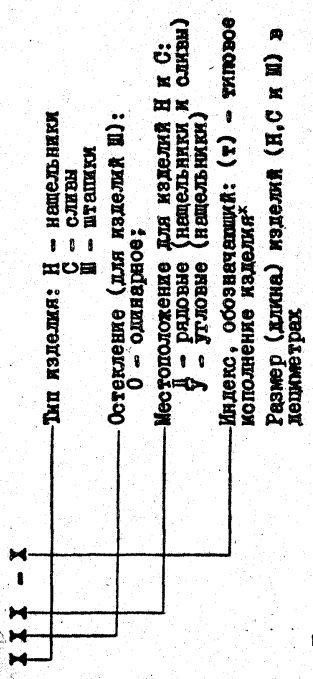 Х Х Х - Х
Тип изделия: Н - нащельники
С - сливы
Ш - штапики
Остекление (для изделий Ш):
О - одинарное;
Местоположение для изделий Н и С:
- рядовые (нащельники и сливы)
У - угловые (нащельники)
Индекс, обозначающий: (т) - типовое
исполнение изделияˣ
Размер (длина) изделий (Н,С и Ш) в
дециметрах